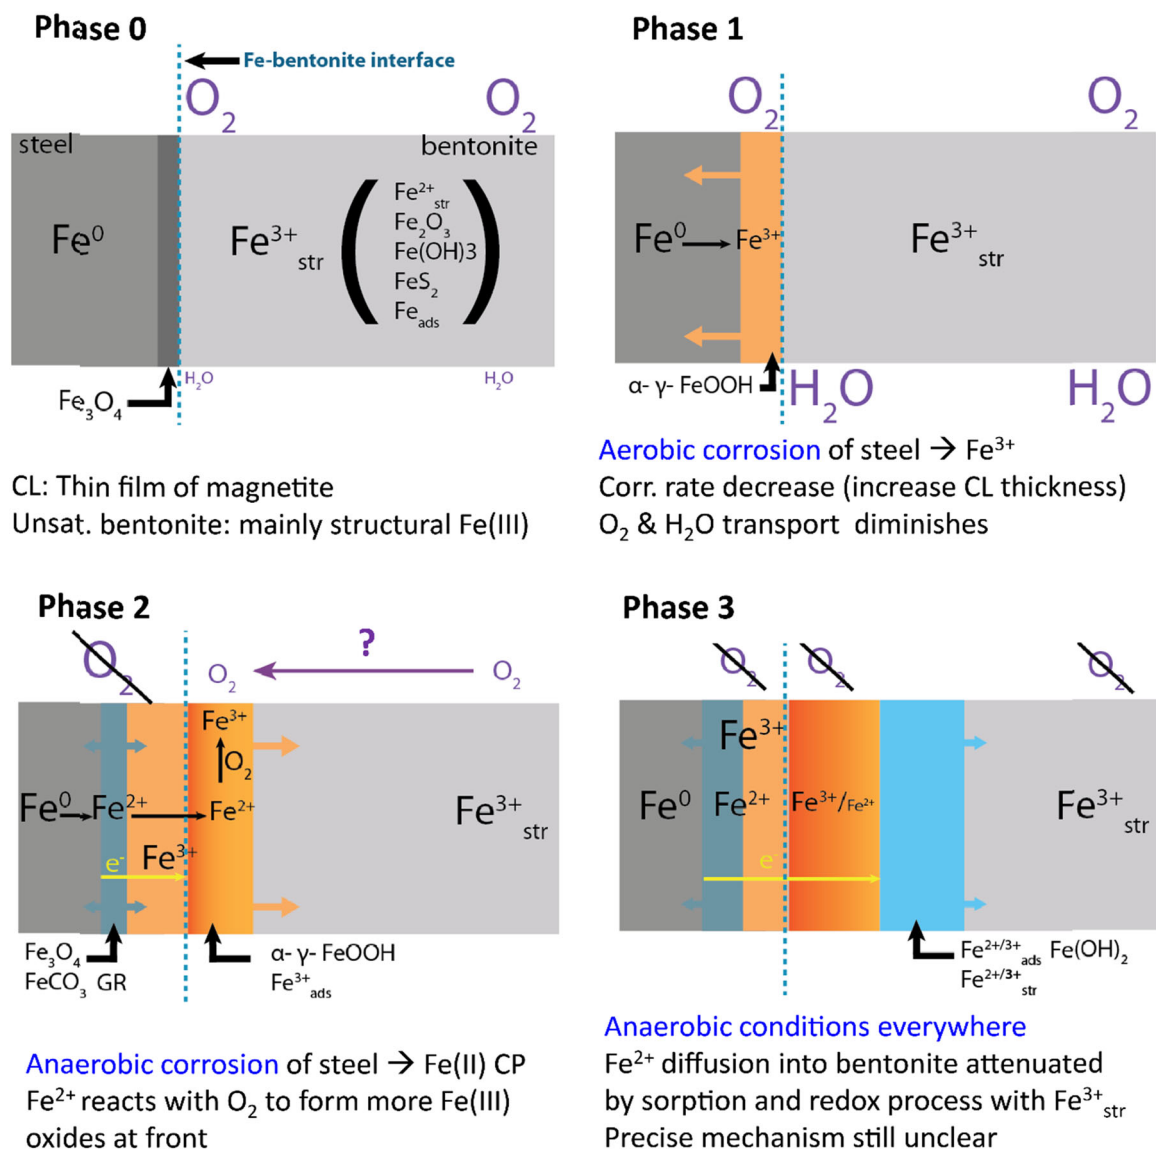 Phase 0
Fe-bentonite interface
O₂ O₂
steel bentonite
Fe⁰ Fe³⁺str
Fe²⁺str
Fe₂O₃
Fe(OH)3
FeS₂
Feads
H₂O H₂O
Fe₃O₄
CL: Thin film of magnetite
Unsat. bentonite: mainly structural Fe(III)
Phase 1
O₂ O₂
Fe⁰ Fe³⁺ Fe³⁺str
α- γ- FeOOH
H₂O H₂O
Aerobic corrosion of steel → Fe³⁺
Corr. rate decrease (increase CL thickness)
O₂ & H₂O transport diminishes
Phase 2
?
O₂ O₂ O₂
Fe³⁺
O₂
Fe⁰ Fe²⁺ Fe²⁺ Fe³⁺str
e⁻ Fe³⁺
Fe₃O₄
FeCO₃ GR
α- γ- FeOOH
Fe³⁺ads
Anaerobic corrosion of steel → Fe(II) CP
Fe²⁺ reacts with O₂ to form more Fe(III)
oxides at front
Phase 3
O₂ O₂ O₂
Fe³⁺
Fe⁰ Fe²⁺ Fe³⁺/Fe²⁺ Fe³⁺str
e⁻
Fe²⁺/³⁺ads Fe(OH)₂
Fe²⁺/³⁺str
Anaerobic conditions everywhere
Fe²⁺ diffusion into bentonite attenuated
by sorption and redox process with Fe³⁺str
Precise mechanism still unclear